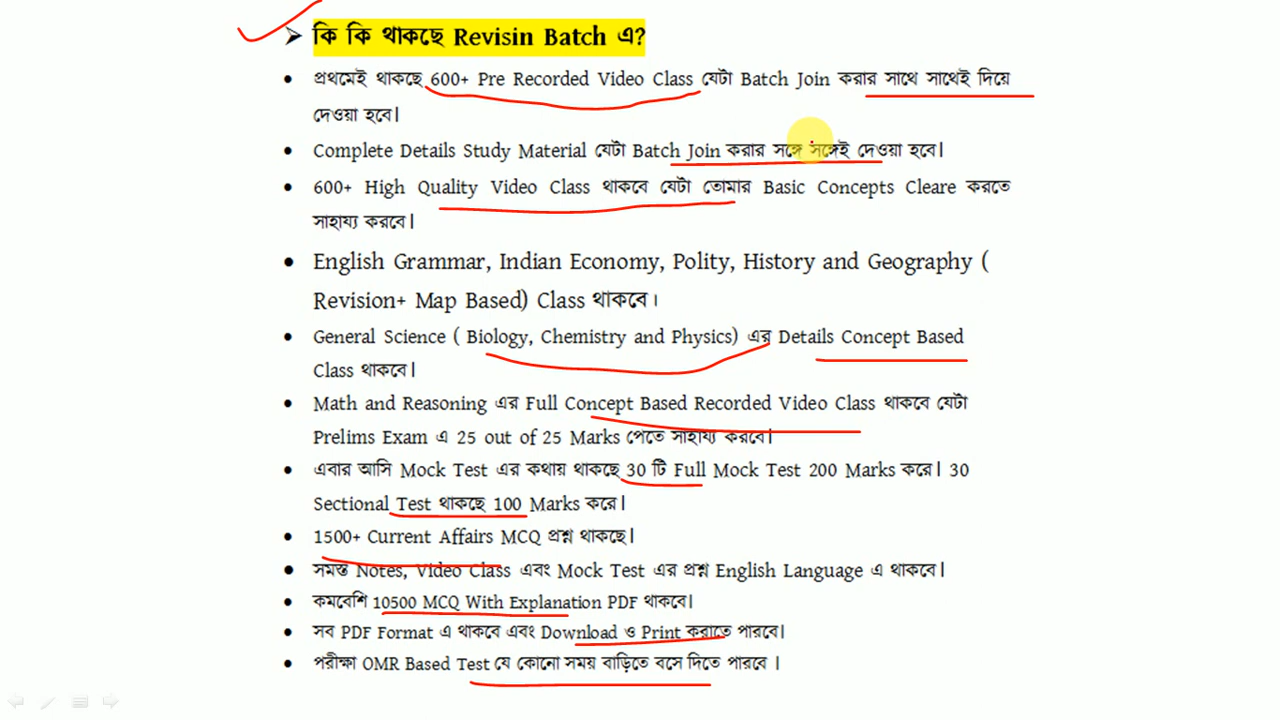 ➢ কি কি থাকছে Revisin Batch এ?
• প্রথমেই থাকছে 600+ Pre Recorded Video Class যেটা Batch Join করার সাথে সাথেই দিয়ে
দেওয়া হবে।
• Complete Details Study Material যেটা Batch Join করার সঙ্গে সঙ্গেই দেওয়া হবে।
• 600+ High Quality Video Class থাকবে যেটা তোমার Basic Concepts Cleare করতে
সাহায্য করবে।
• English Grammar, Indian Economy, Polity, History and Geography (
Revision+ Map Based) Class থাকবে।
• General Science ( Biology, Chemistry and Physics) এর Details Concept Based
Class থাকবে।
• Math and Reasoning এর Full Concept Based Recorded Video Class থাকবে যেটা
Prelims Exam এ 25 out of 25 Marks পেতে সাহায্য করবে।
• এবার আসি Mock Test এর কথায় থাকছে 30 টি Full Mock Test 200 Marks করে। 30
Sectional Test থাকছে 100 Marks করে।
• 1500+ Current Affairs MCQ প্রশ্ন থাকছে।
• সমস্ত Notes, Video Class এবং Mock Test এর প্রশ্ন English Language এ থাকবে।
• কমবেশি 10500 MCQ With Explanation PDF থাকবে।
• সব PDF Format এ থাকবে এবং Download ও Print করাতে পারবে।
• পরীক্ষা OMR Based Test যে কোনো সময় বাড়িতে বসে দিতে পারবে ।